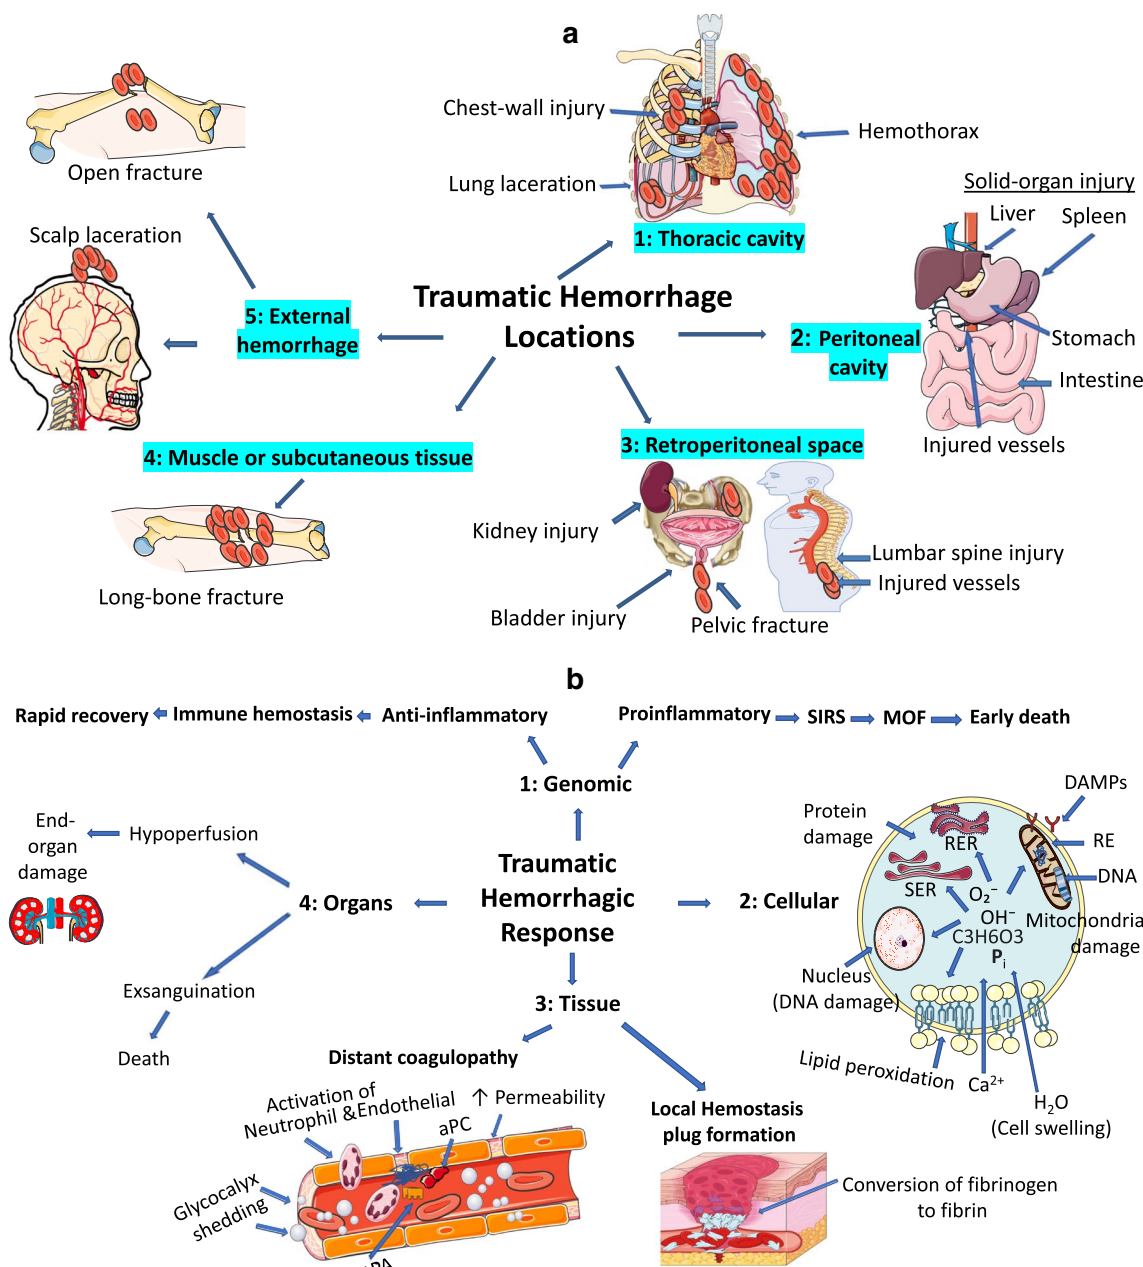 a
Open fracture
Chest-wall injury
Hemothorax
Lung laceration
1: Thoracic cavity
Solid-organ injury
Liver
Spleen
Stomach
Intestine
Injured vessels
Scalp laceration
5: External
hemorrhage
Traumatic Hemorrhage
Locations
2: Peritoneal
cavity
4: Muscle or subcutaneous tissue
Long-bone fracture
3: Retroperitoneal space
Kidney injury
Bladder injury
Pelvic fracture
Lumbar spine injury
Injured vessels
b
Rapid recovery
Immune hemostasis
Anti-inflammatory
Proinflammatory
SIRS
MOF
Early death
1: Genomic
End-
organ
damage
Hypoperfusion
4: Organs
Traumatic
Hemorrhagic
Response
2: Cellular
Exsanguination
Death
3: Tissue
Protein
damage
RER
SER
DAMPs
RE
DNA
Mitochondria
damage
O₂⁻
OH⁻
C3H6O3
Pᵢ
Nucleus
(DNA damage)
Lipid peroxidation
Ca²⁺
H₂O
(Cell swelling)
Distant coagulopathy
Activation of
Neutrophil & Endothelial
↑ Permeability
aPC
Glycocalyx
shedding
Local Hemostasis
plug formation
Conversion of fibrinogen
to fibrin